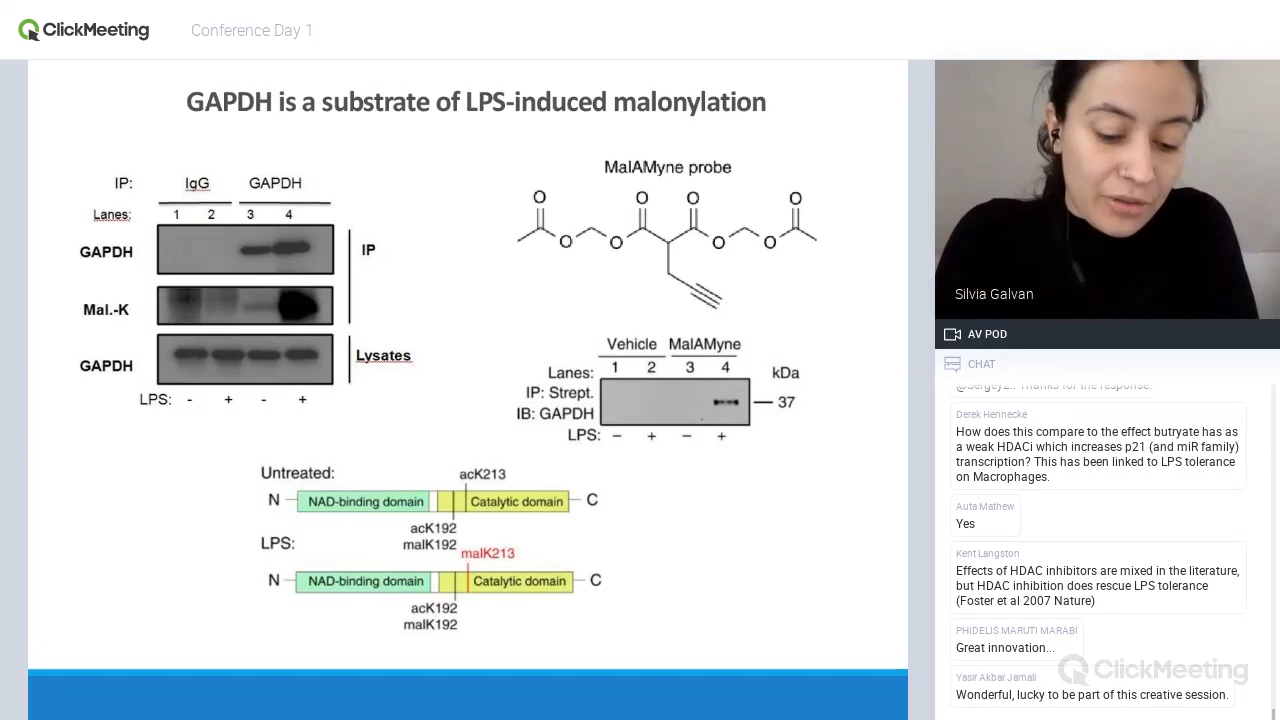 ClickMeeting
Conference Day 1
GAPDH is a substrate of LPS-induced malonylation
IP: IgG GAPDH
Lanes: 1 2 3 4
GAPDH
IP
Mal.-K
GAPDH
Lysates
LPS: - + - +
MalAMyne probe
O O O O
O O O O
Vehicle MalAMyne
Lanes: 1 2 3 4 kDa
IP: Strept.
IB: GAPDH
37
LPS: - + - +
Untreated:
acK213
N NAD-binding domain Catalytic domain C
acK192
malK192
LPS:
malK213
N NAD-binding domain Catalytic domain C
acK192
malK192
Silvia Galvan
AV POD
CHAT
@Sergey2.. Thanks for the response.
Derek Hennecke
How does this compare to the effect butryate has as
a weak HDACi which increases p21 (and miR family)
transcription? This has been linked to LPS tolerance
on Macrophages.
Auta Mathew
Yes
Kent Langston
Effects of HDAC inhibitors are mixed in the literature,
but HDAC inhibition does rescue LPS tolerance
(Foster et al 2007 Nature)
PHIDELIS MARUTI MARABI
Great innovation...
ClickMeeting
Yasir Akbar Jamali
Wonderful, lucky to be part of this creative session.